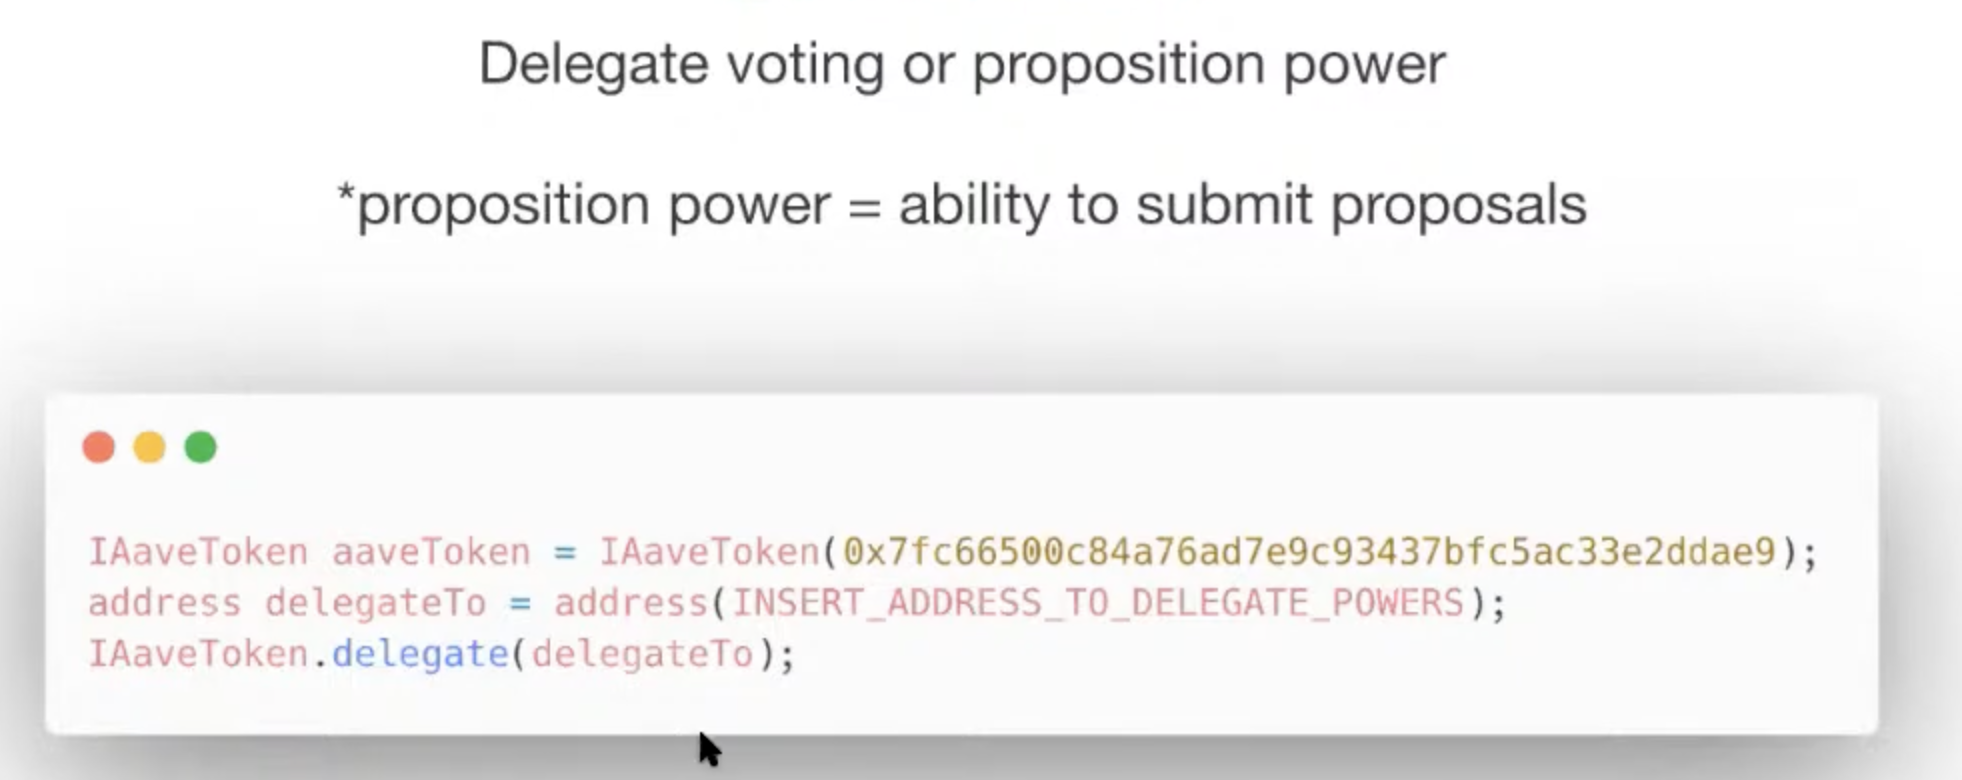 Delegate voting or proposition power
*proposition power = ability to submit proposals
IAaveToken aaveToken = IAaveToken(0x7fc66500c84a76ad7e9c93437bfc5ac33e2ddae9);
address delegateTo = address(INSERT_ADDRESS_TO_DELEGATE_POWERS);
IAaveToken.delegate(delegateTo);